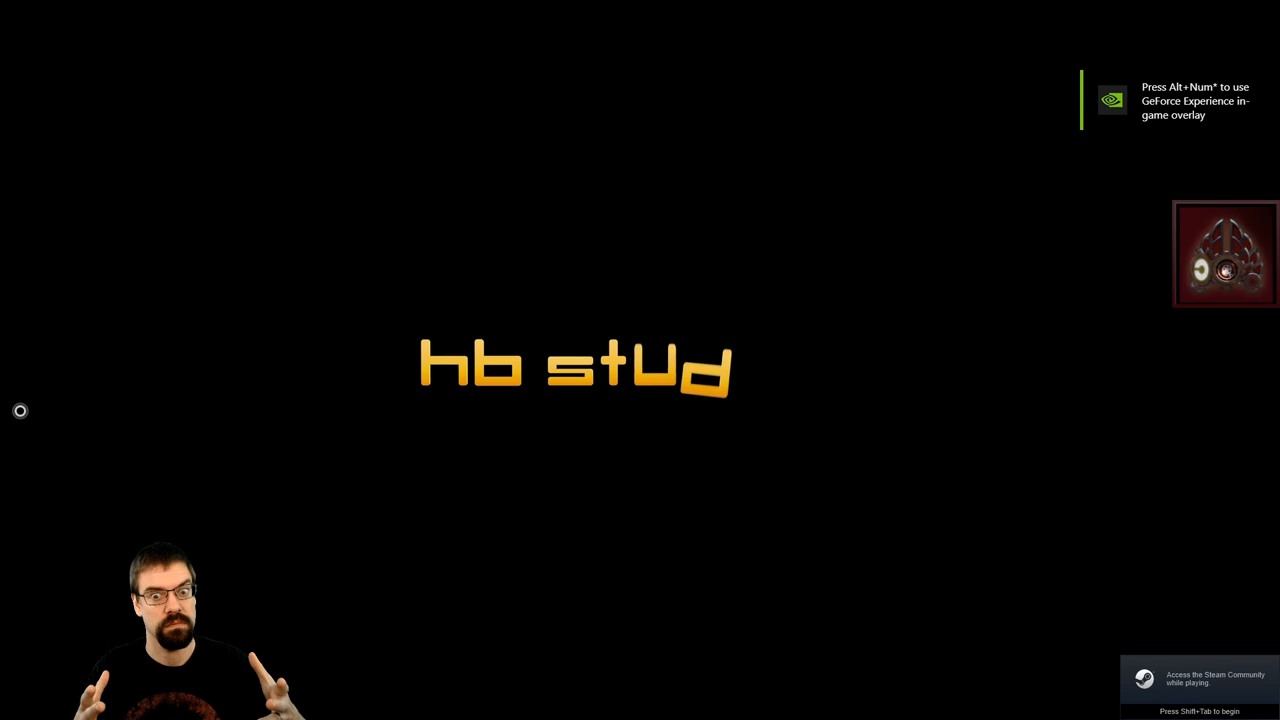 Press Alt+Num* to use
GeForce Experience in-
game overlay
hb stud
Access the Steam Community
while playing.
Press Shift+Tab to begin